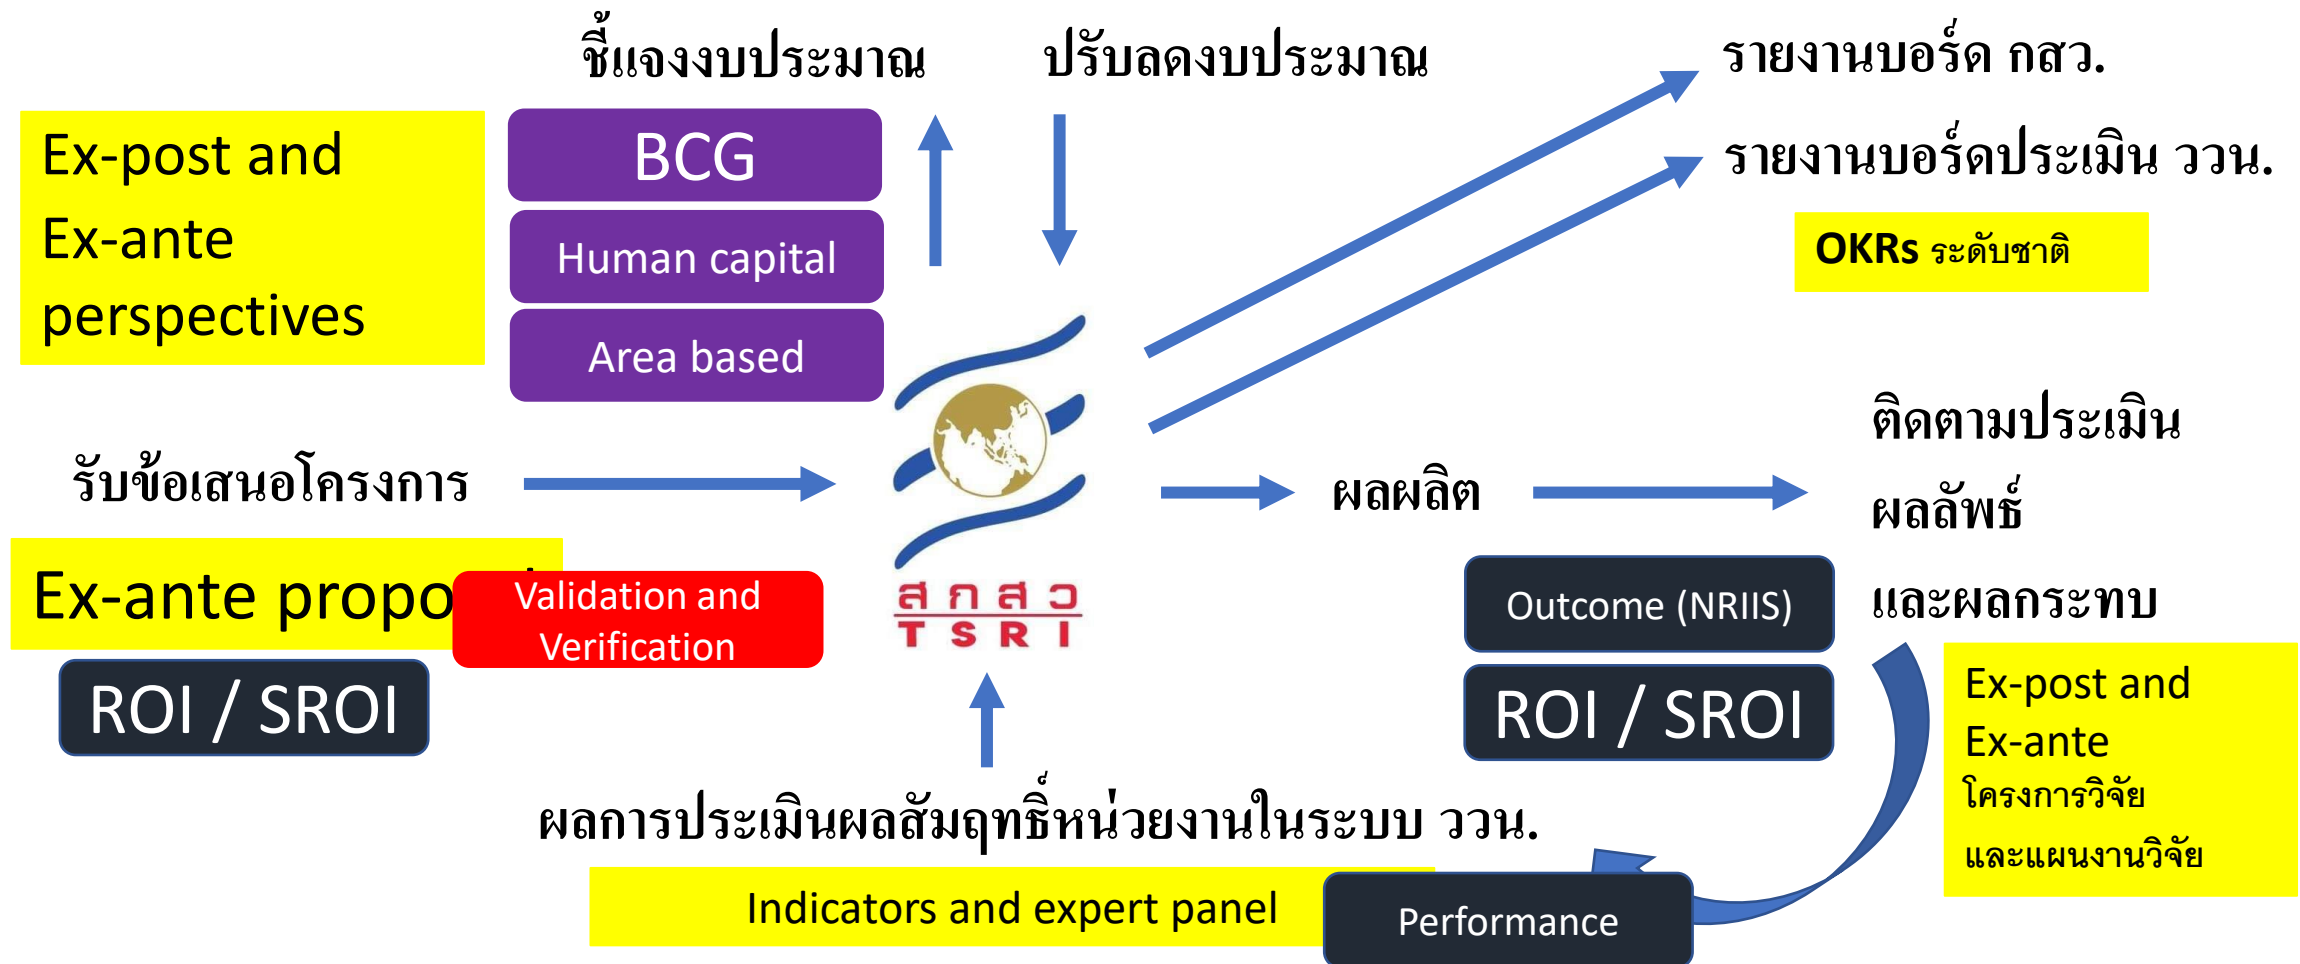 ชี้แจงงบประมาณ
ปรับลดงบประมาณ
รายงานบอร์ด กสว.
รายงานบอร์ดประเมิน ววน.
OKRs ระดับชาติ
Ex-post and
Ex-ante
perspectives
BCG
Human capital
Area based
รับข้อเสนอโครงการ
Ex-ante propo
Validation and
Verification
ROI / SROI
สกสว
TSRI
ผลผลิต
ติดตามประเมิน
ผลลัพธ์
และผลกระทบ
Outcome (NRIIS)
ROI / SROI
Ex-post and
Ex-ante
โครงการวิจัย
และแผนงานวิจัย
ผลการประเมินผลสัมฤทธิ์หน่วยงานในระบบ ววน.
Indicators and expert panel
Performance